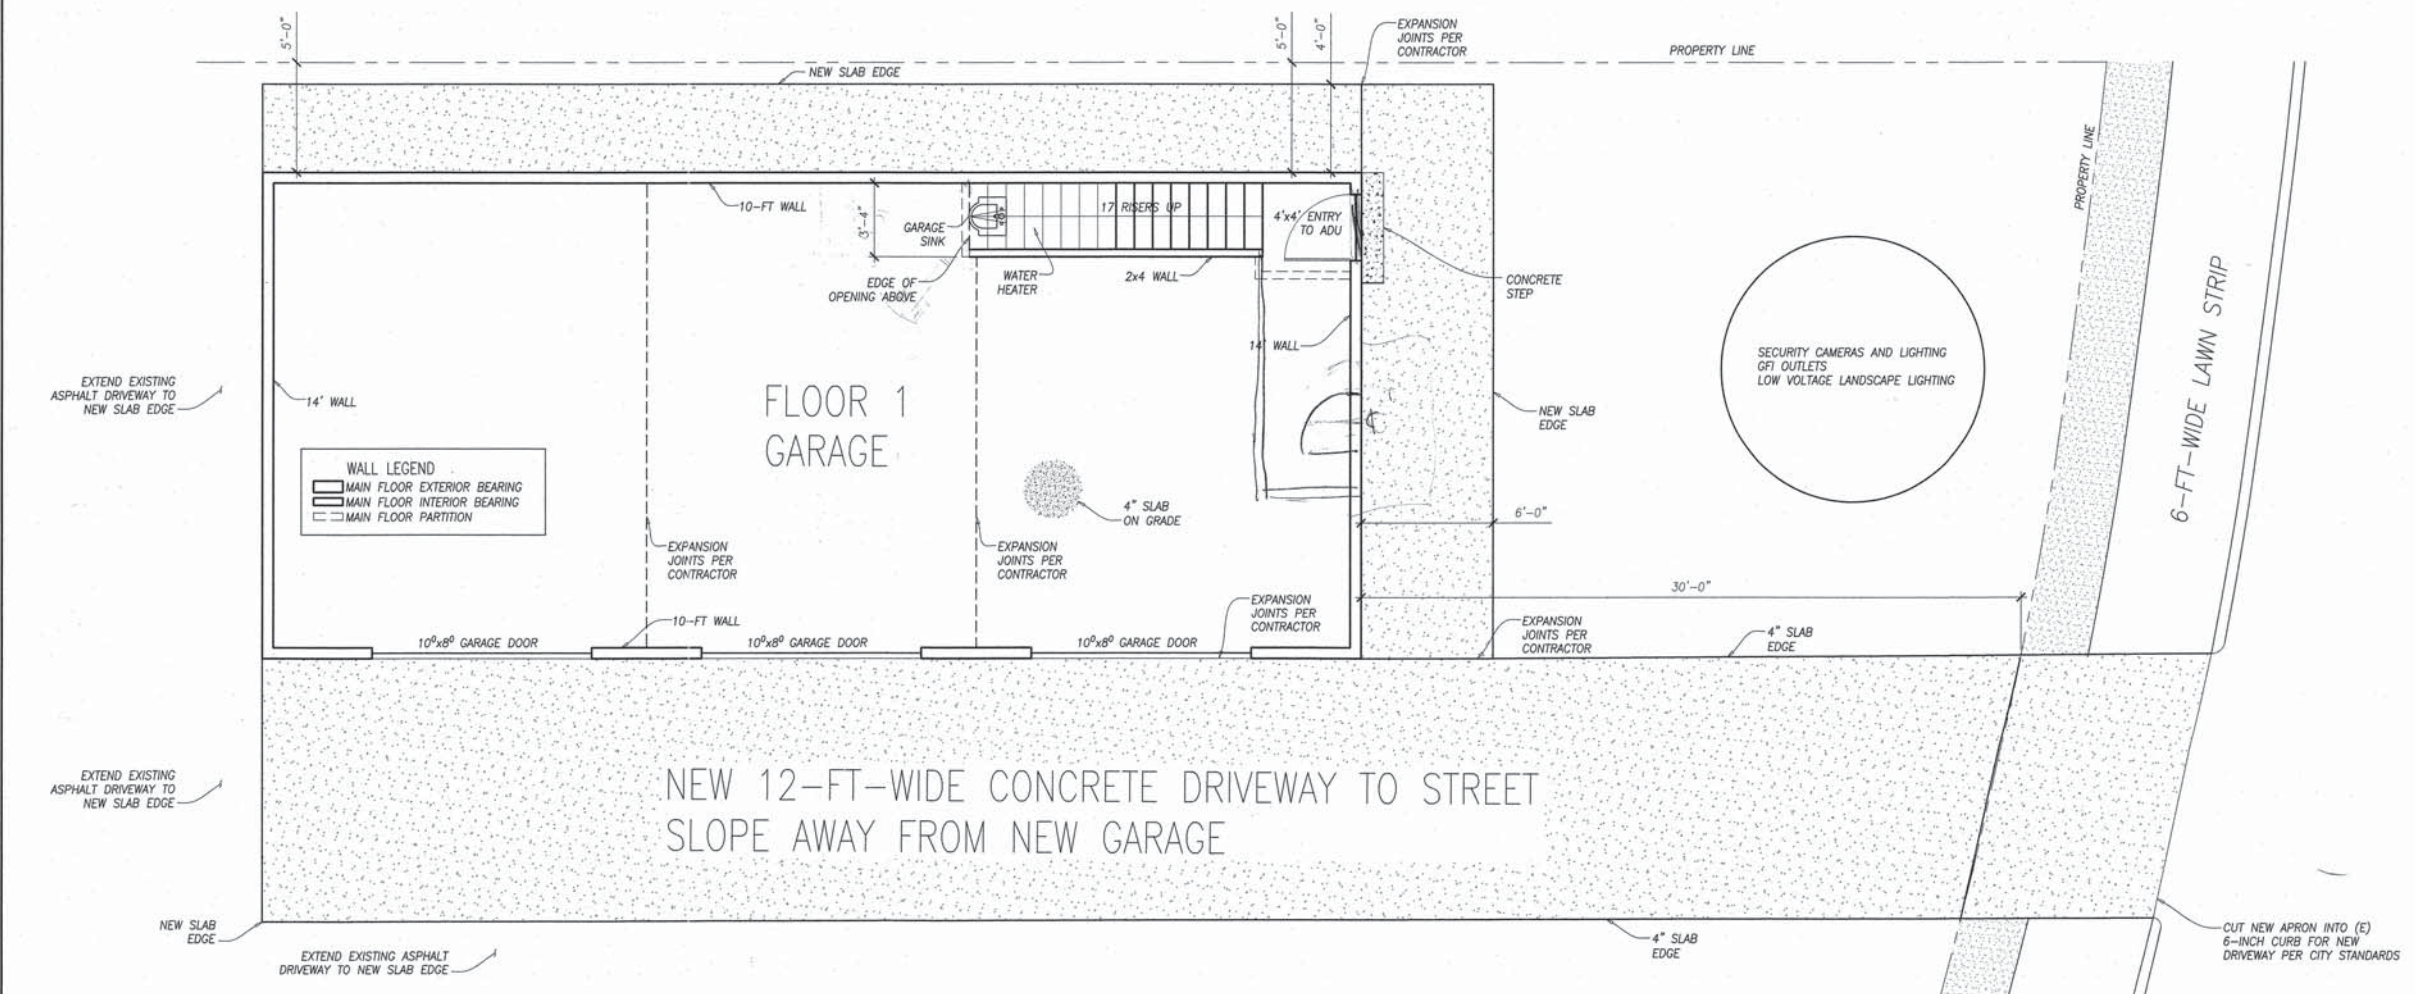 5'-0"
5'-0"
4'-0"
EXPANSION
JOINTS PER
CONTRACTOR
PROPERTY LINE
NEW SLAB EDGE
PROPERTY LINE
10-FT WALL
3'-4"
GARAGE
SINK
17 RISERS UP
4'x4' ENTRY
TO ADU
EDGE OF
OPENING ABOVE
WATER
HEATER
2x4 WALL
CONCRETE
STEP
14' WALL
6-FT-WIDE LAWN STRIP
SECURITY CAMERAS AND LIGHTING
GFI OUTLETS
LOW VOLTAGE LANDSCAPE LIGHTING
EXTEND EXISTING
ASPHALT DRIVEWAY TO
NEW SLAB EDGE
14' WALL
FLOOR 1
GARAGE
NEW SLAB
EDGE
WALL LEGEND
MAIN FLOOR EXTERIOR BEARING
MAIN FLOOR INTERIOR BEARING
MAIN FLOOR PARTITION
4" SLAB
ON GRADE
6'-0"
EXPANSION
JOINTS PER
CONTRACTOR
EXPANSION
JOINTS PER
CONTRACTOR
30'-0"
EXPANSION
JOINTS PER
CONTRACTOR
10-FT WALL
EXPANSION
JOINTS PER
CONTRACTOR
4" SLAB
EDGE
10⁰x8⁰ GARAGE DOOR
10⁰x8⁰ GARAGE DOOR
10⁰x8⁰ GARAGE DOOR
EXTEND EXISTING
ASPHALT DRIVEWAY TO
NEW SLAB EDGE
NEW 12-FT-WIDE CONCRETE DRIVEWAY TO STREET
SLOPE AWAY FROM NEW GARAGE
NEW SLAB
EDGE
EXTEND EXISTING ASPHALT
DRIVEWAY TO NEW SLAB EDGE
4" SLAB
EDGE
CUT NEW APRON INTO (E)
6-INCH CURB FOR NEW
DRIVEWAY PER CITY STANDARDS